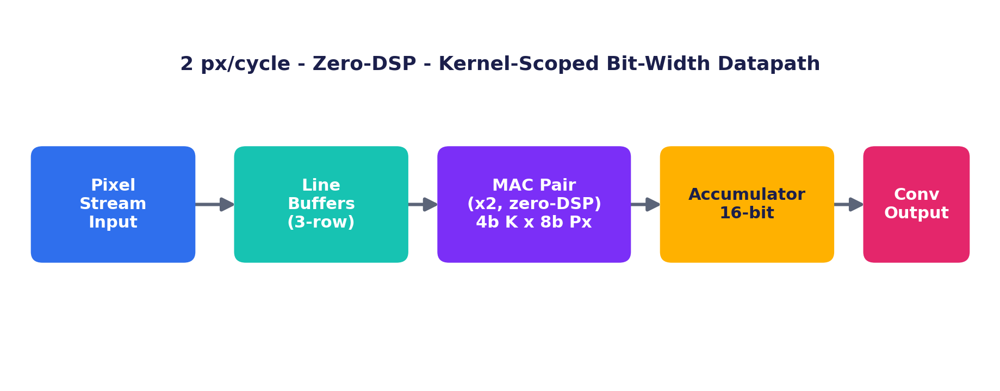 2 px/cycle - Zero-DSP - Kernel-Scoped Bit-Width Datapath
Pixel
Stream
Input
Line
Buffers
(3-row)
MAC Pair
(x2, zero-DSP)
4b K x 8b Px
Accumulator
16-bit
Conv
Output